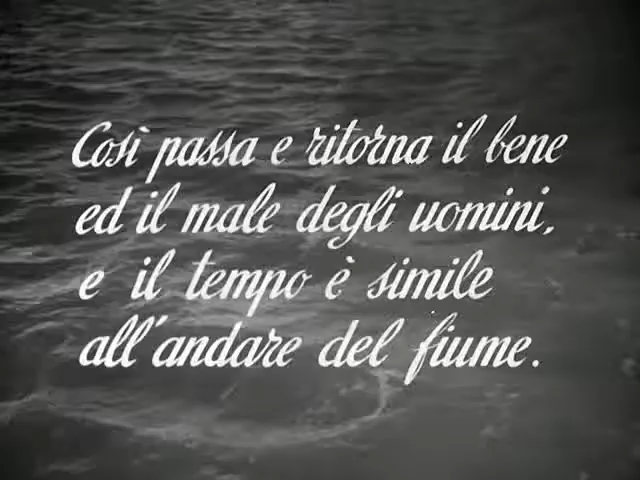 Così passa e ritorna il bene
ed il male degli uomini,
e il tempo è simile
all'andare del fiume.